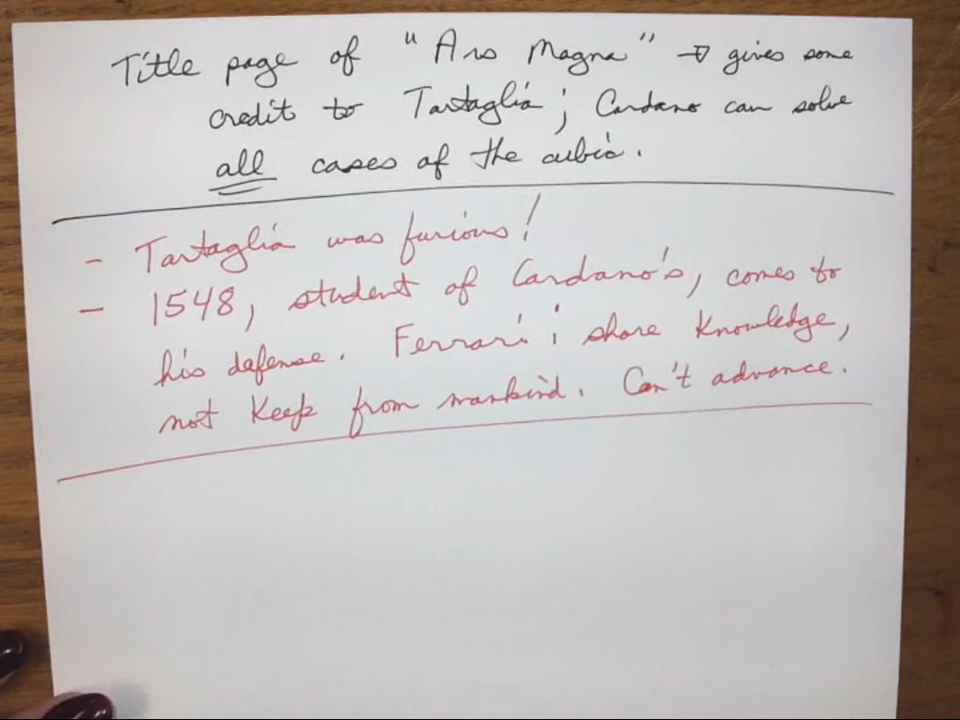 Title page of "Ars Magna" → gives some
credit to Tartaglia; Cardano can solve
all cases of the cubic.
- Tartaglia was furious!
- 1548, student of Cardano's, comes to
his defense. Ferrari; share knowledge,
not keep from mankind. Can't advance.